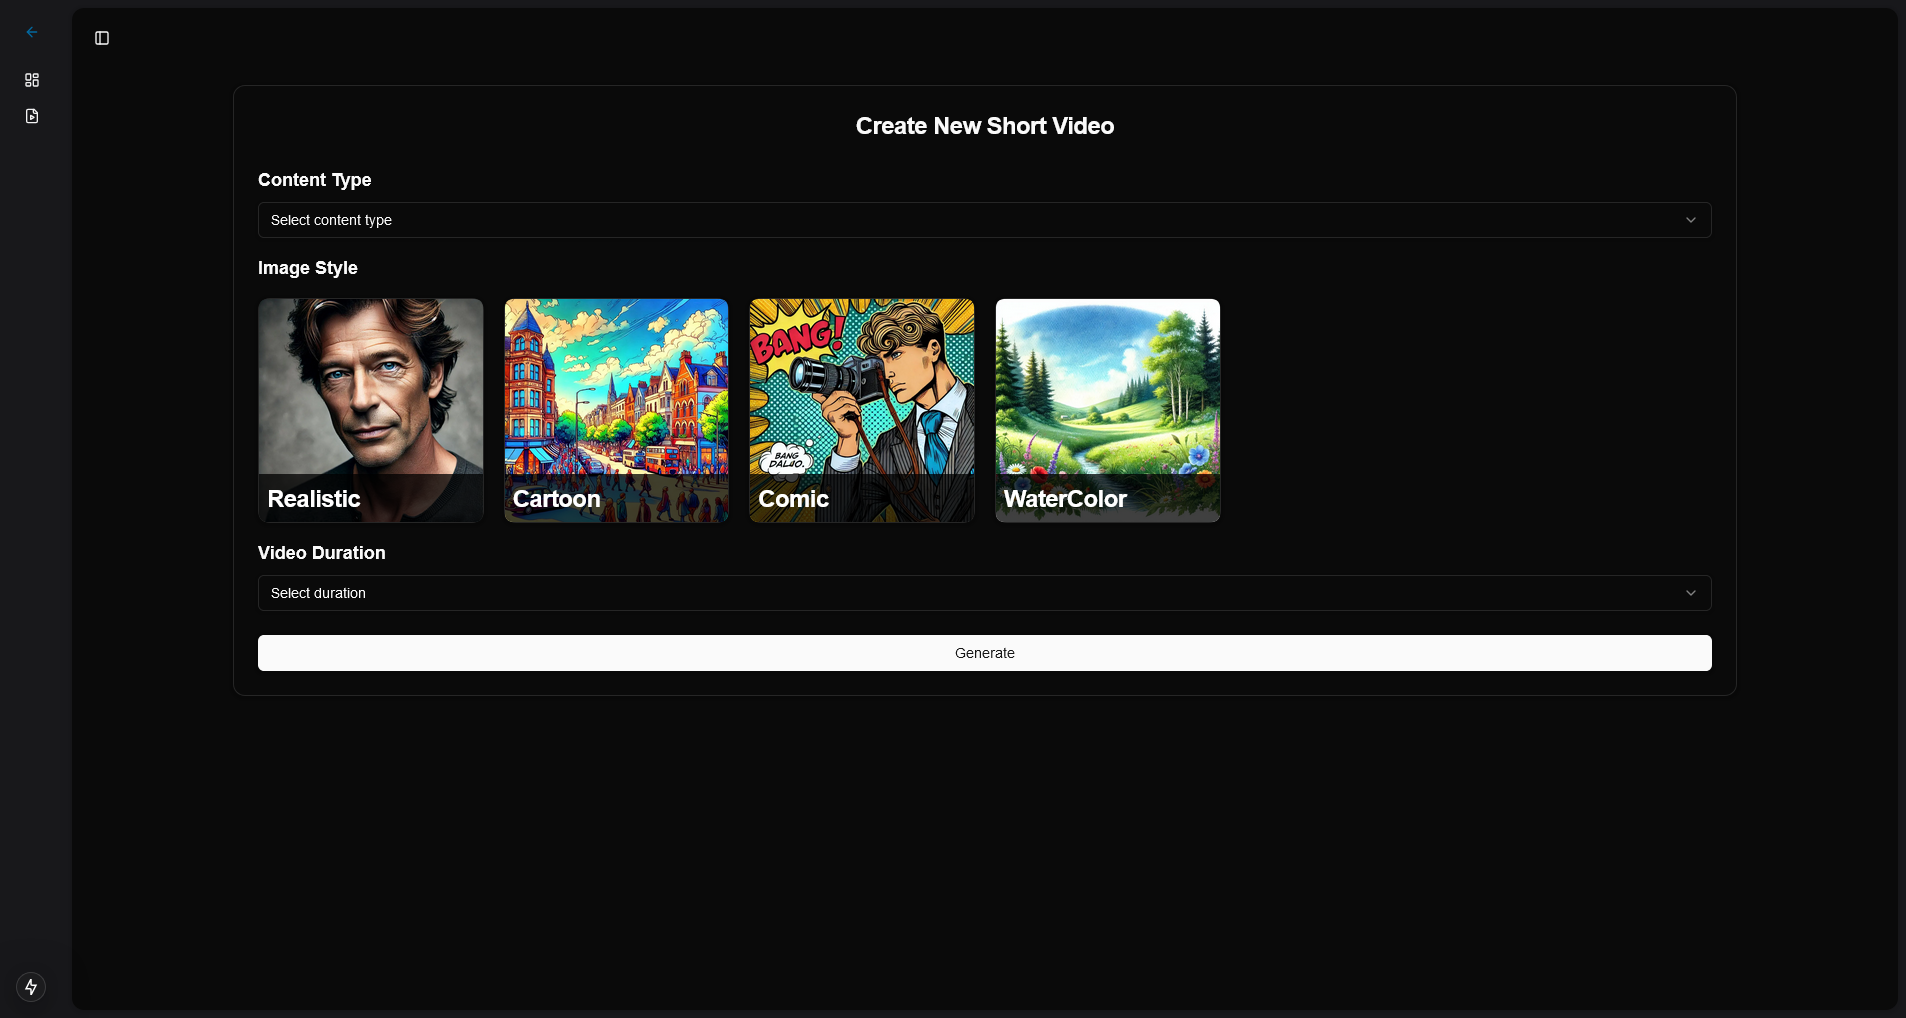 Create New Short Video
Content Type
Select content type
Image Style
BANG!
BANG
DALIO.
Realistic
Cartoon
Comic
WaterColor
Video Duration
Select duration
Generate